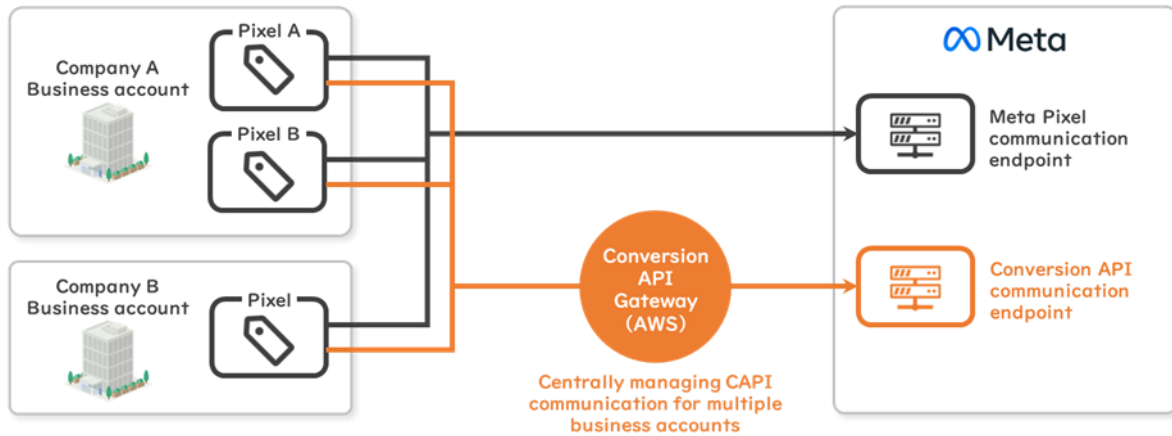 Company A
Business account
Pixel A
Pixel B
Company B
Business account
Pixel
Conversion
API
Gateway
(AWS)
Centrally managing CAPI
communication for multiple
business accounts
Meta
Meta Pixel
communication
endpoint
Conversion API
communication
endpoint